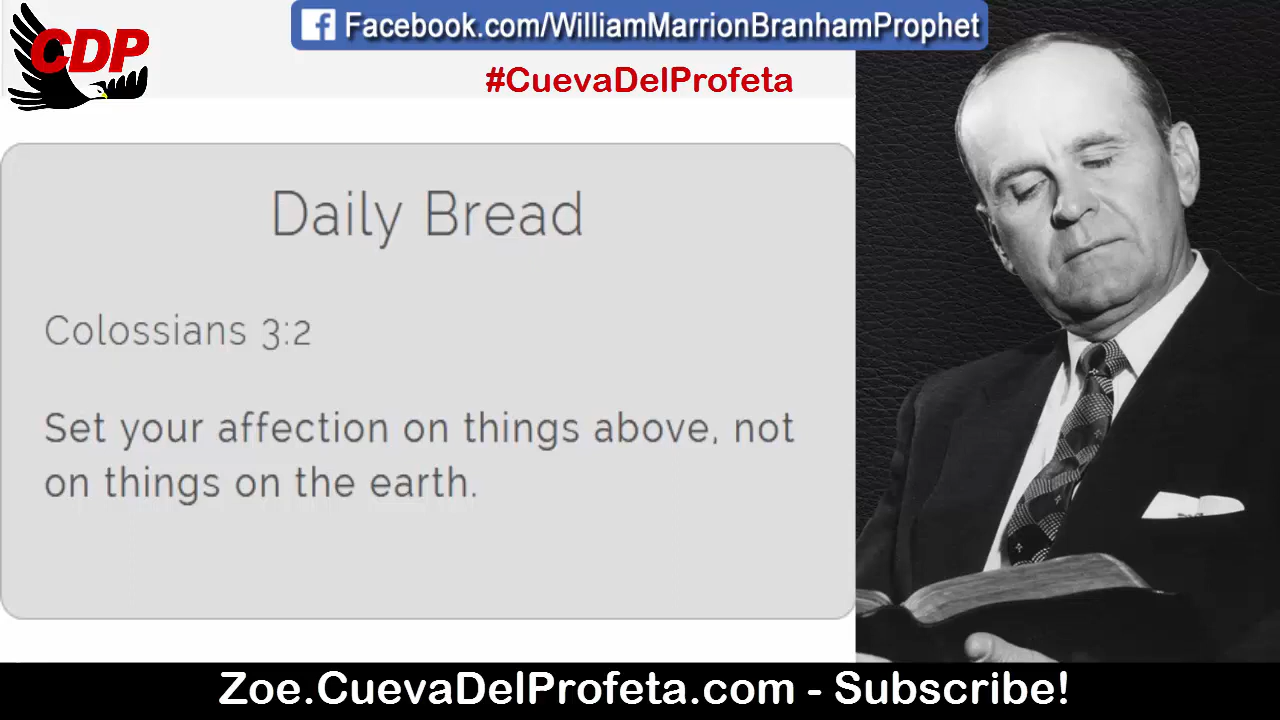 CDP
Facebook.com/WilliamMarrionBranhamProphet
#CuevaDelProfeta
Daily Bread
Colossians 3:2
Set your affection on things above, not
on things on the earth.
Zoe.CuevaDelProfeta.com - Subscribe!